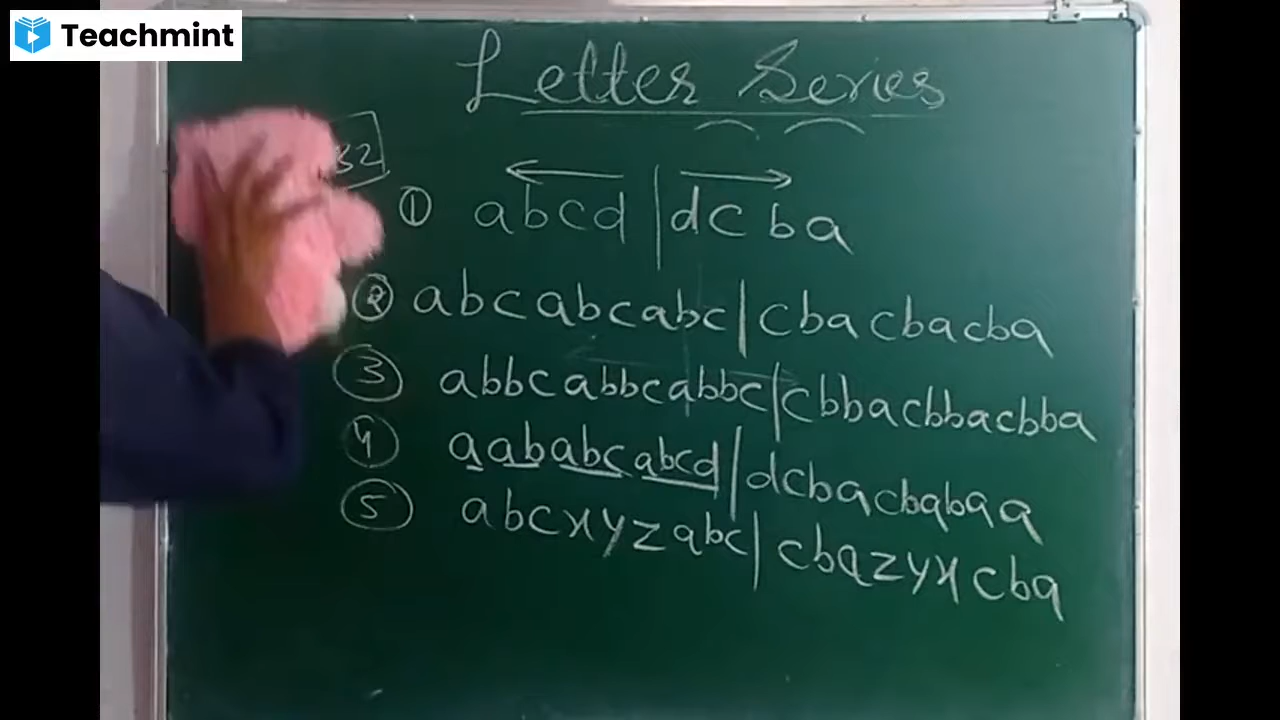 Teachmint
Letter Series
32
① abcd | dcba
② abcabcabc | cbacbacba
③ abbcabbcabbc | cbbacbbacbba
④ aababcabcd | dcbacbabaa
⑤ abcxyzabc | cbazyxcba